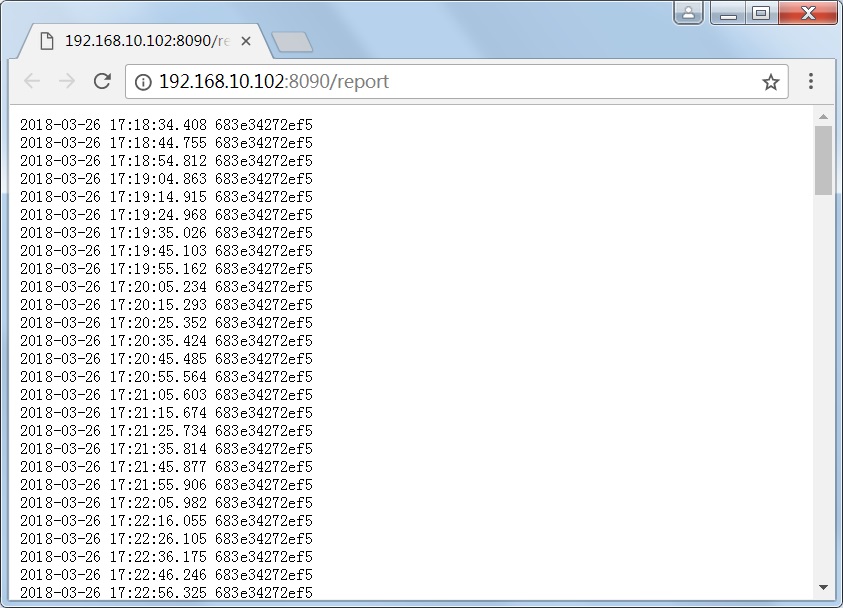 192.168.10.102:8090/re
192.168.10.102:8090/report
2018-03-26 17:18:34.408 683e34272ef5
2018-03-26 17:18:44.755 683e34272ef5
2018-03-26 17:18:54.812 683e34272ef5
2018-03-26 17:19:04.863 683e34272ef5
2018-03-26 17:19:14.915 683e34272ef5
2018-03-26 17:19:24.968 683e34272ef5
2018-03-26 17:19:35.026 683e34272ef5
2018-03-26 17:19:45.103 683e34272ef5
2018-03-26 17:19:55.162 683e34272ef5
2018-03-26 17:20:05.234 683e34272ef5
2018-03-26 17:20:15.293 683e34272ef5
2018-03-26 17:20:25.352 683e34272ef5
2018-03-26 17:20:35.424 683e34272ef5
2018-03-26 17:20:45.485 683e34272ef5
2018-03-26 17:20:55.564 683e34272ef5
2018-03-26 17:21:05.603 683e34272ef5
2018-03-26 17:21:15.674 683e34272ef5
2018-03-26 17:21:25.734 683e34272ef5
2018-03-26 17:21:35.814 683e34272ef5
2018-03-26 17:21:45.877 683e34272ef5
2018-03-26 17:21:55.906 683e34272ef5
2018-03-26 17:22:05.982 683e34272ef5
2018-03-26 17:22:16.055 683e34272ef5
2018-03-26 17:22:26.105 683e34272ef5
2018-03-26 17:22:36.175 683e34272ef5
2018-03-26 17:22:46.246 683e34272ef5
2018-03-26 17:22:56.325 683e34272ef5